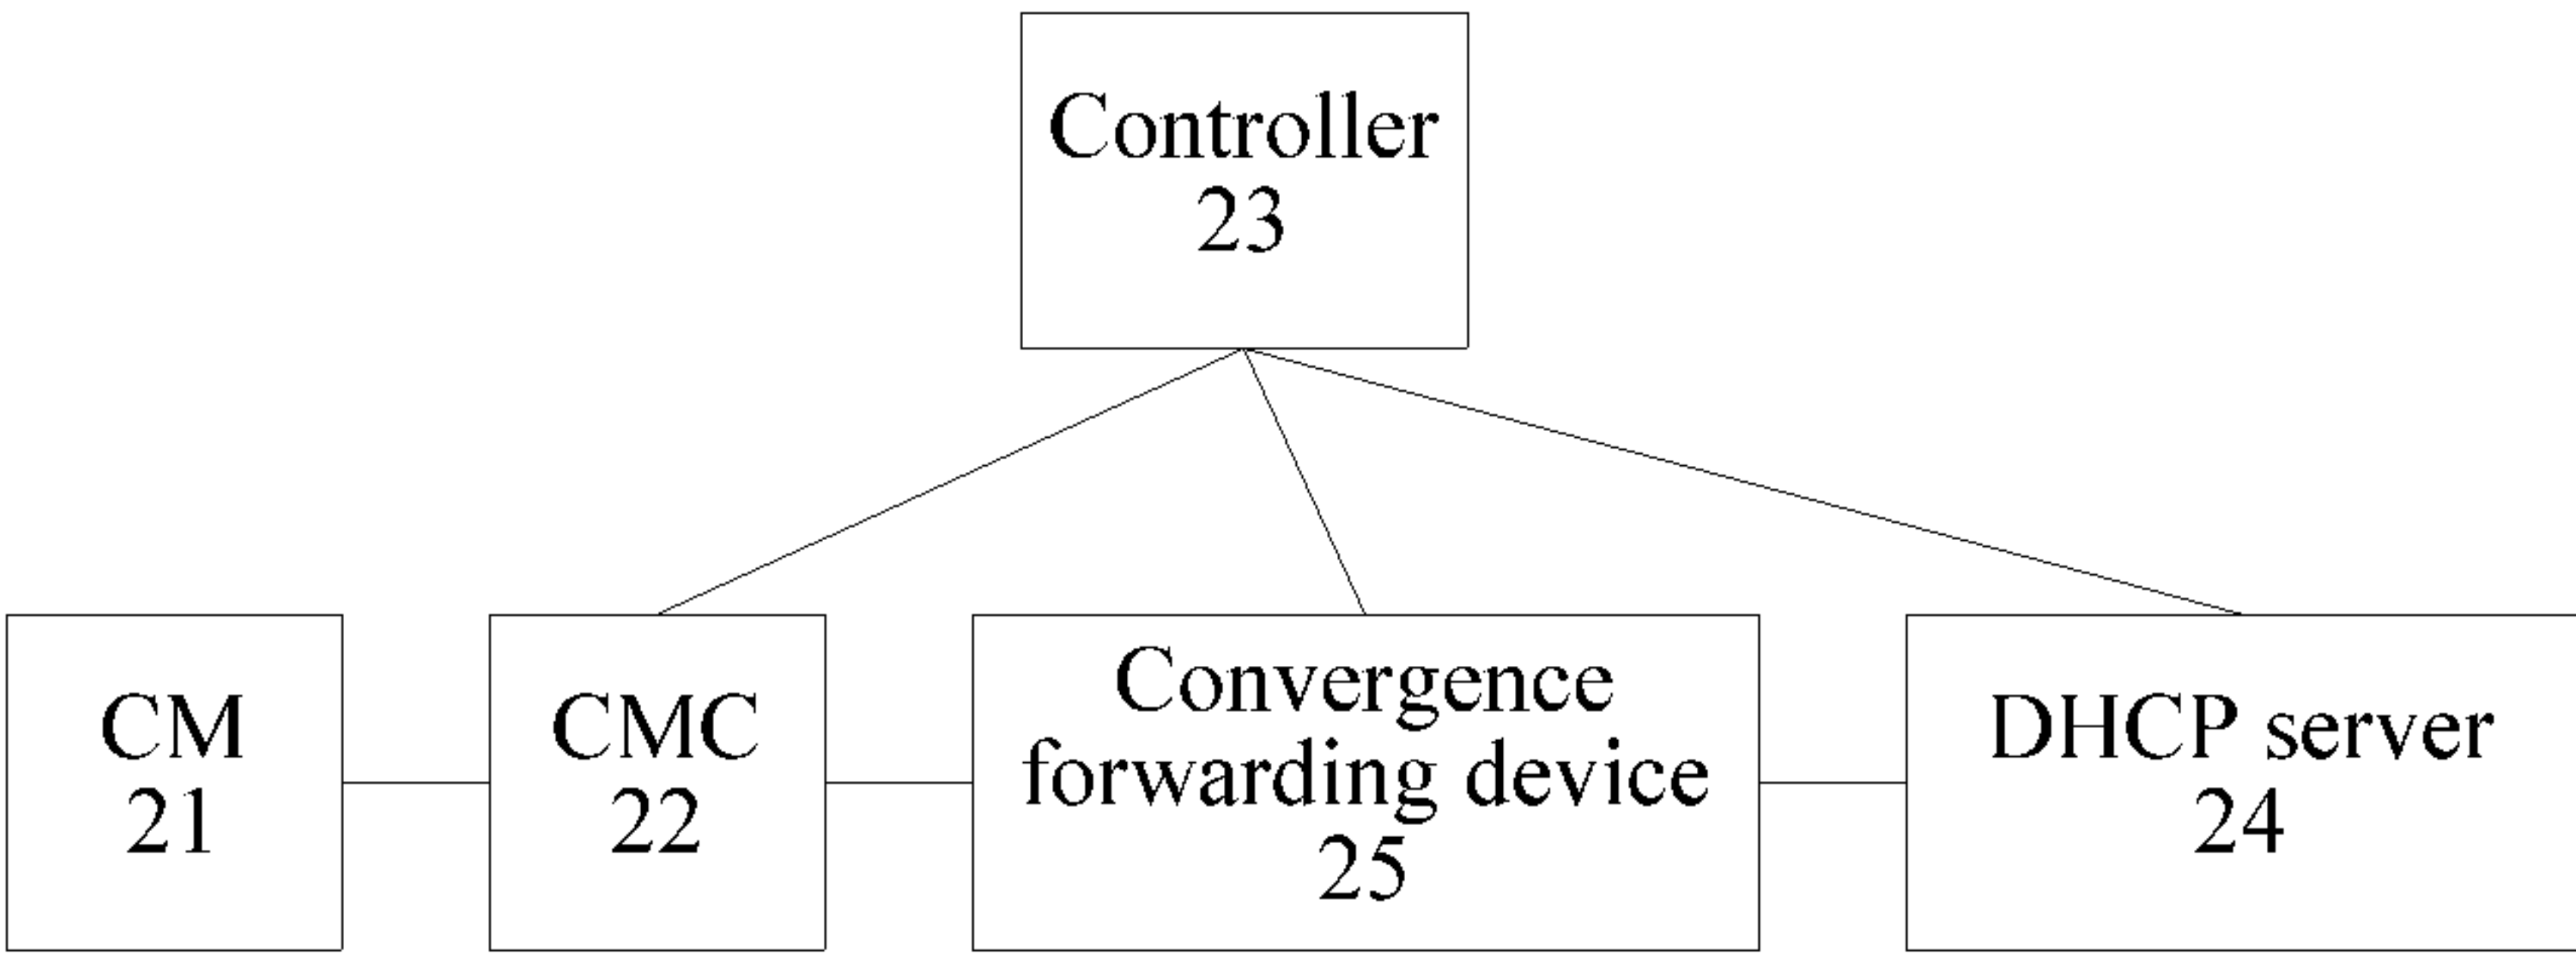 Controller
23
CM
21
CMC
22
Convergence
forwarding device
25
DHCP server
24